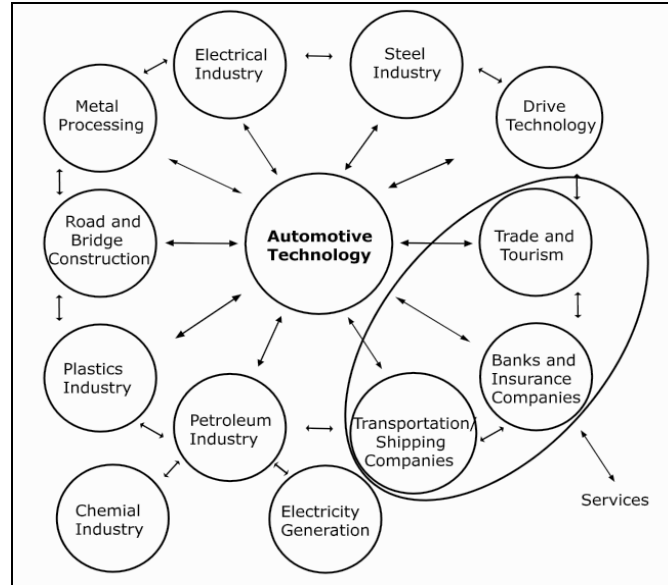 Electrical
Industry
Steel
Industry
Metal
Processing
Drive
Technology
Road and
Bridge
Construction
Automotive
Technology
Trade and
Tourism
Plastics
Industry
Banks and
Insurance
Companies
Petroleum
Industry
Transportation/
Shipping
Companies
Services
Chemial
Industry
Electricity
Generation